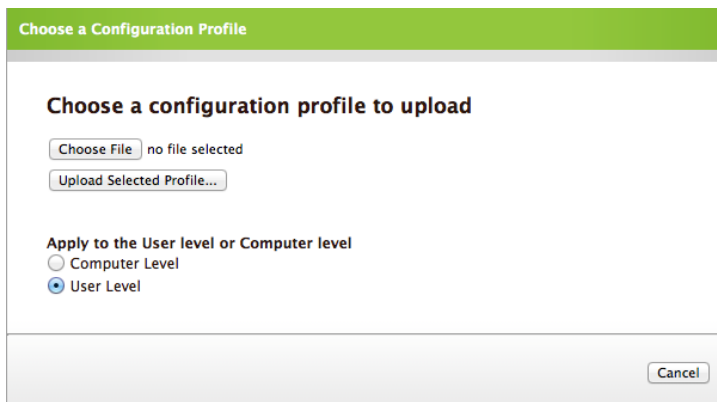 Choose a Configuration Profile
Choose a configuration profile to upload
Choose File no file selected
Upload Selected Profile...
Apply to the User level or Computer level
Computer Level
User Level
Cancel